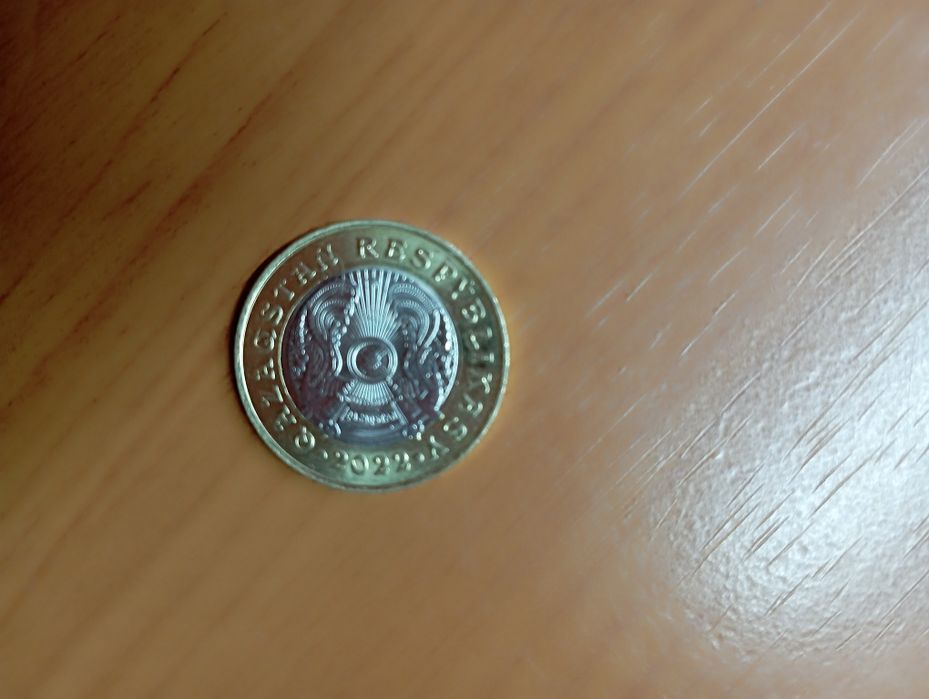 QAZAQSTAN RESPÝBLIKASY
·2022·